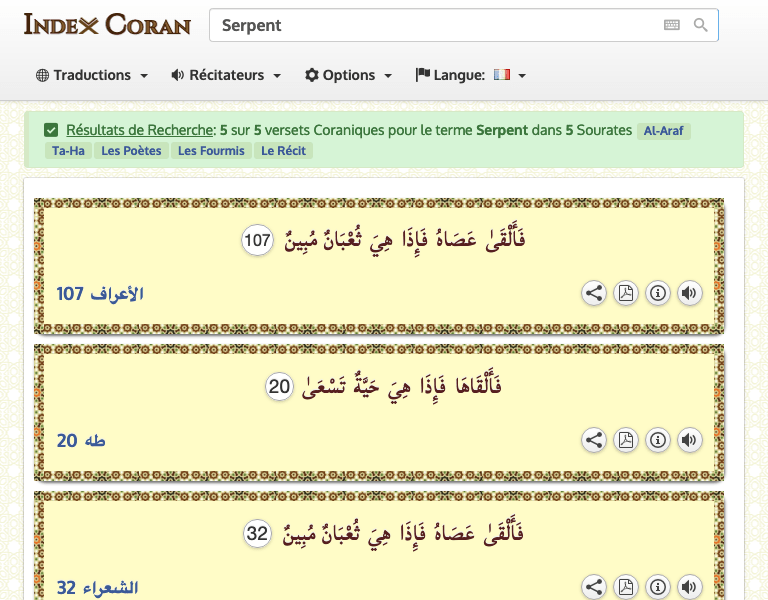 INDEX CORAN
Serpent
Traductions Récitateurs Options Langue:
Résultats de Recherche: 5 sur 5 versets Coraniques pour le terme Serpent dans 5 Sourates Al-Araf
Ta-Ha Les Poètes Les Fourmis Le Récit
فَأَلْقَىٰ عَصَاهُ فَإِذَا هِيَ ثُعْبَانٌ مُبِينٌ 107
الأعراف 107
فَأَلْقَاهَا فَإِذَا هِيَ حَيَّةٌ تَسْعَىٰ 20
طه 20
فَأَلْقَىٰ عَصَاهُ فَإِذَا هِيَ ثُعْبَانٌ مُبِينٌ 32
الشعراء 32